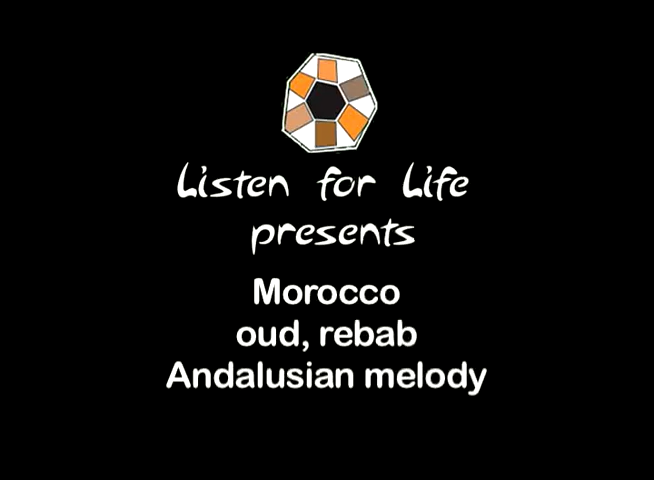 Listen for Life
presents
Morocco
oud, rebab
Andalusian melody